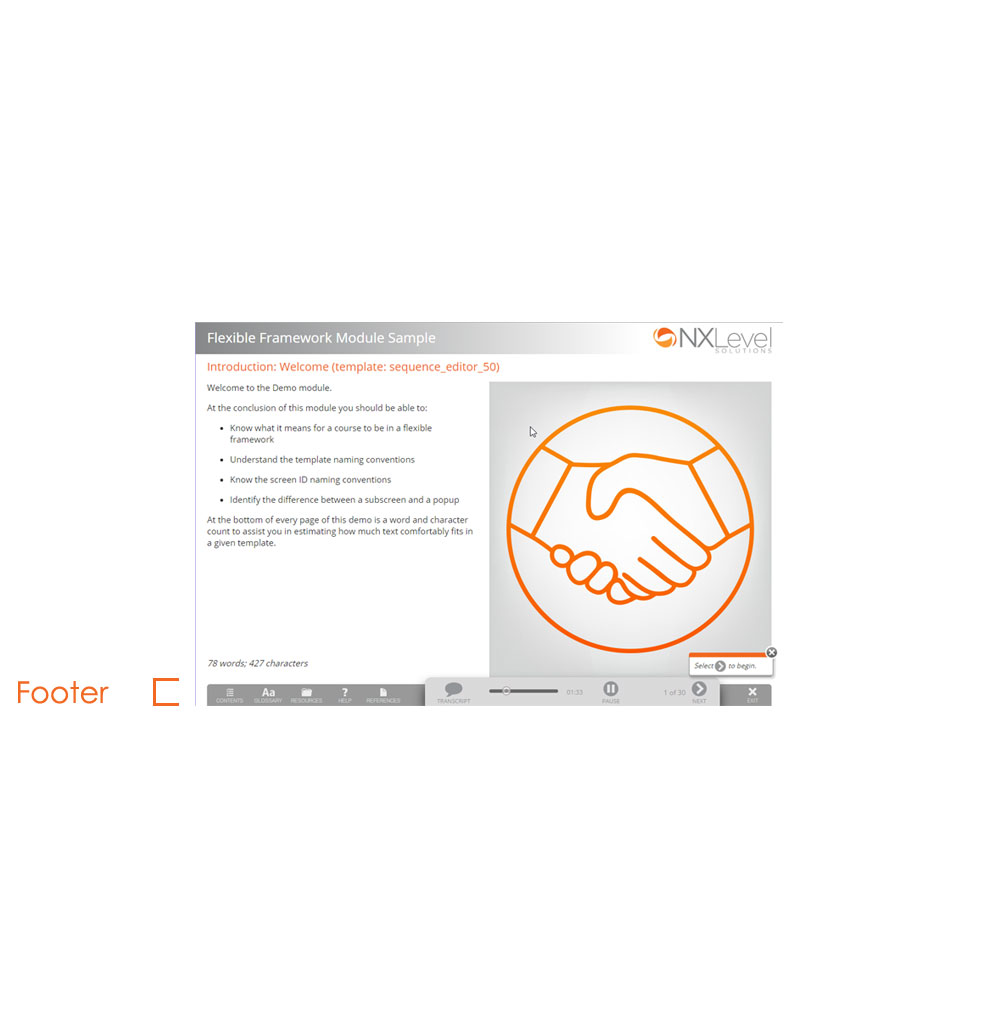 Flexible Framework Module Sample
NXLevel
SOLUTIONS
Introduction: Welcome (template: sequence_editor_50)
Welcome to the Demo module.
At the conclusion of this module you should be able to:
• Know what it means for a course to be in a flexible
framework
• Understand the template naming conventions
• Know the screen ID naming conventions
• Identify the difference between a subscreen and a popup
At the bottom of every page of this demo is a word and character
count to assist you in estimating how much text comfortably fits in
a given template.
78 words; 427 characters
Select to begin.
Footer
CONTENTS
Aa
GLOSSARY
RESOURCES
?
HELP
REFERENCES
TRANSCRIPT
01:33
PAUSE
1 of 30
NEXT
EXIT